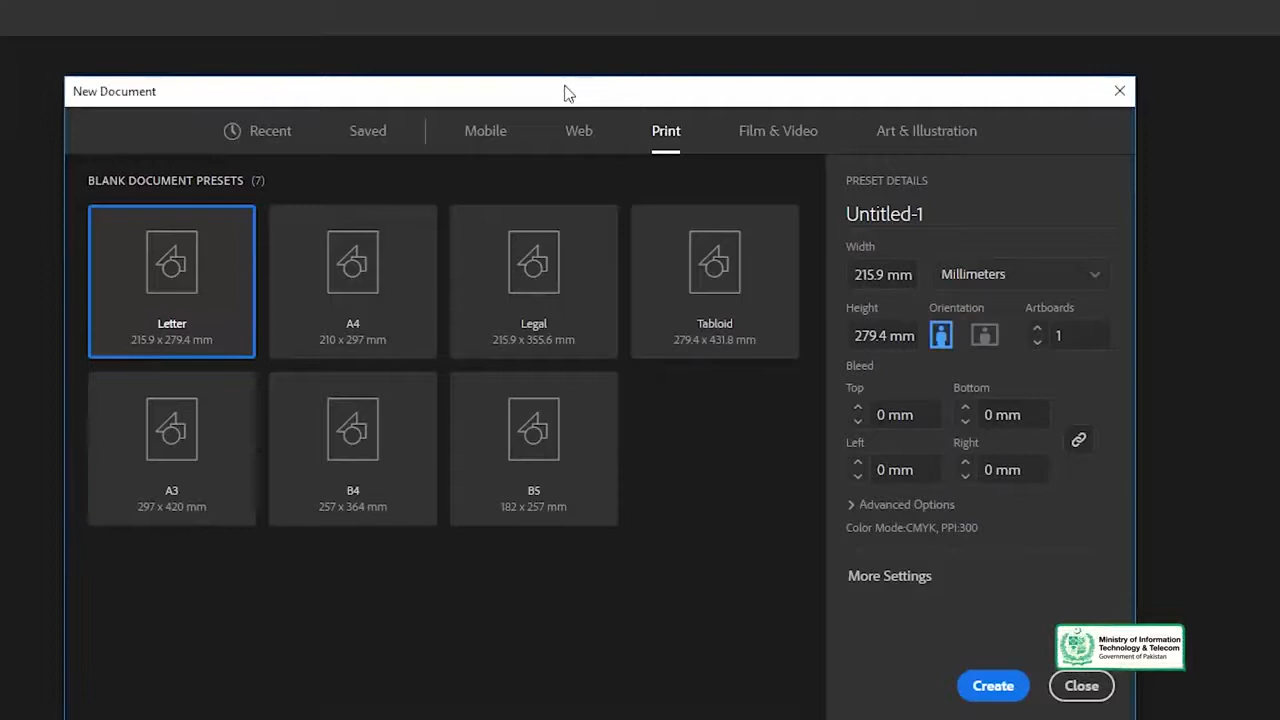 New Document
Recent Saved Mobile Web Print Film & Video Art & Illustration
BLANK DOCUMENT PRESETS (7)
Letter
215.9 x 279.4 mm
A4
210 x 297 mm
Legal
215.9 x 355.6 mm
Tabloid
279.4 x 431.8 mm
A3
297 x 420 mm
B4
257 x 364 mm
B5
182 x 257 mm
PRESET DETAILS
Untitled-1
Width
215.9 mm Millimeters
Height Orientation Artboards
279.4 mm 1
Bleed
Top Bottom
0 mm 0 mm
Left Right
0 mm 0 mm
Advanced Options
Color Mode:CMYK, PPI:300
More Settings
Ministry of Information
Technology & Telecom
Government of Pakistan
Create Close